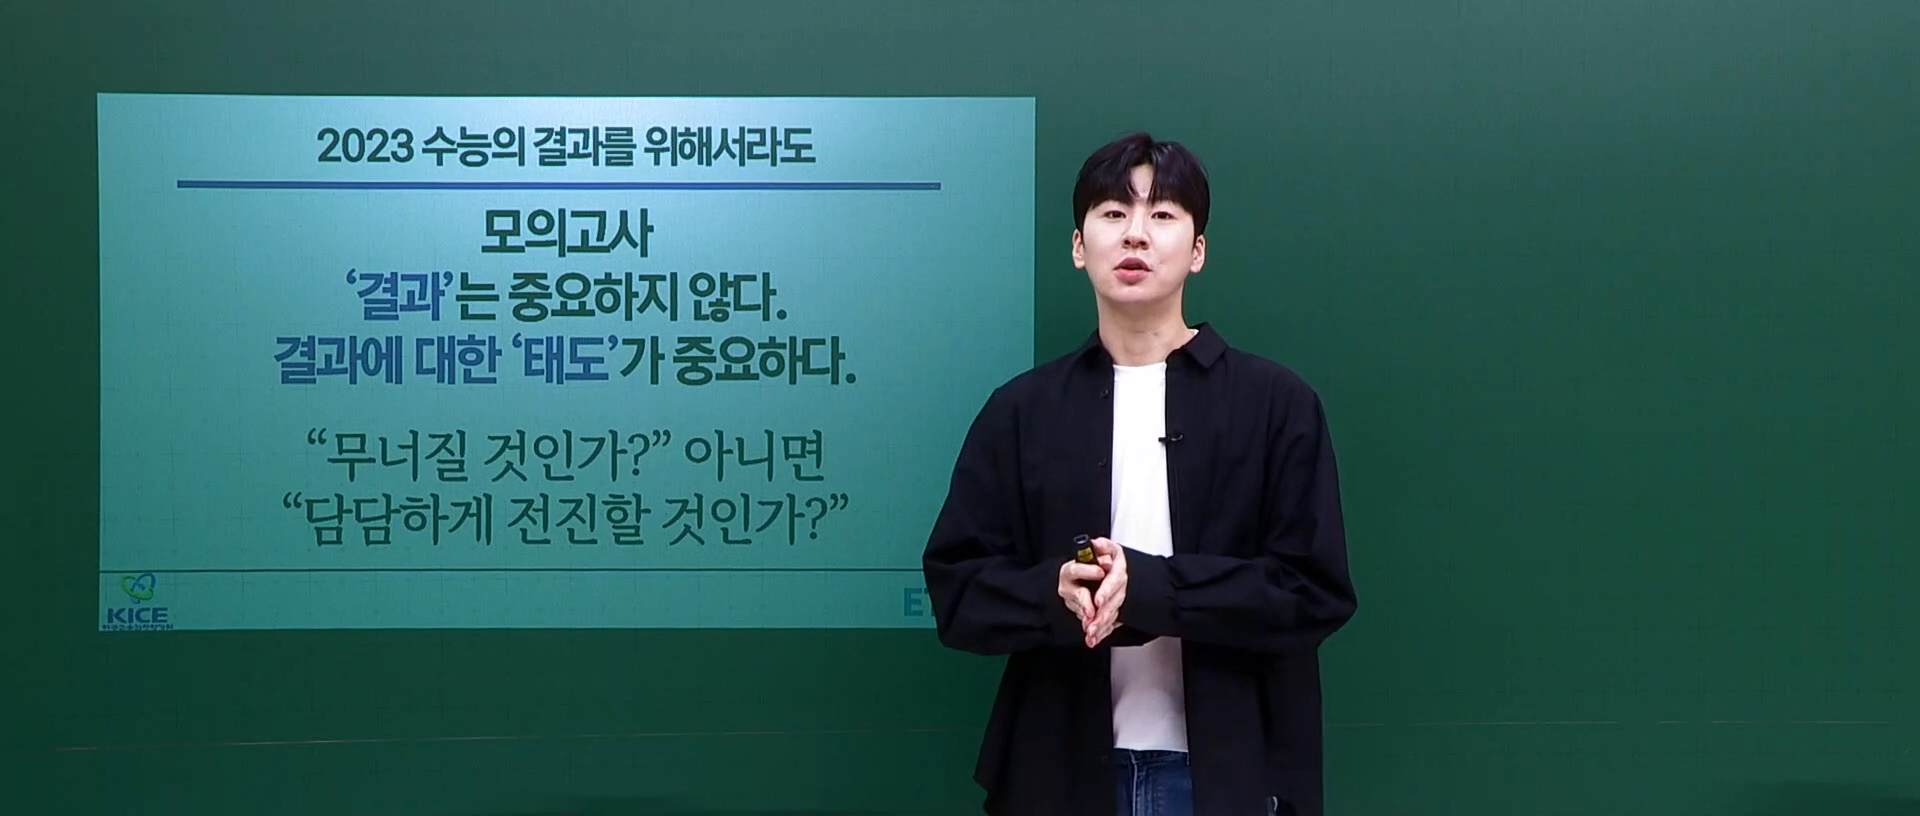 2023 수능의 결과를 위해서라도
모의고사
‘결과’는 중요하지 않다.
결과에 대한 ‘태도’가 중요하다.
“무너질 것인가?” 아니면
“담담하게 전진할 것인가?”
KICE